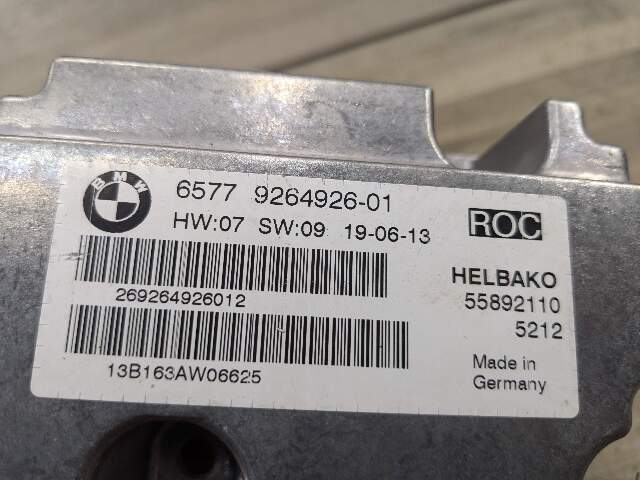 BMW
6577 9264926-01
HW:07 SW:09 19-06-13
ROC
269264926012
13B163AW06625
HELBAKO
55892110
5212
Made in
Germany